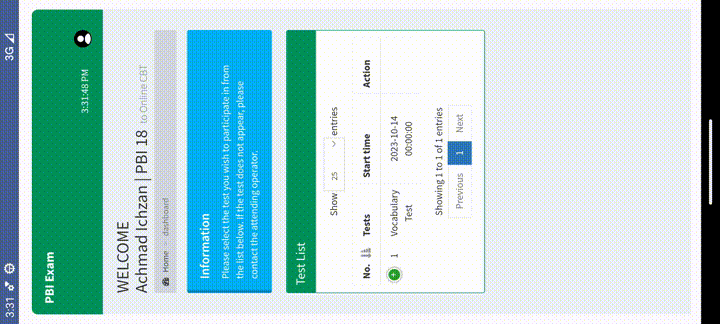 3:31
3G
PBI Exam
3:31:48 PM
WELCOME
Achmad Ichzan | PBI 18 to Online CBT
Home > dashboard
Information
Please select the test you wish to participate in from
the list below. If the test does not appear, please
contact the attending operator.
Test List
Show 25 entries
No. Tests Start time Action
1 Vocabulary Test 2023-10-14 00:00:00
Showing 1 to 1 of 1 entries
Previous 1 Next